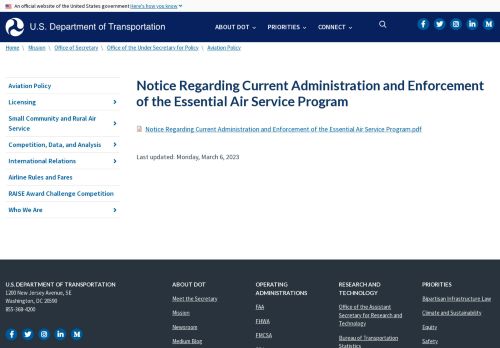 An official website of the United States government Here's how you know
U.S. Department of Transportation
ABOUT DOT
PRIORITIES
CONNECT
Home \ Mission \ Office of Secretary \ Office of the Under Secretary for Policy \ Aviation Policy
Aviation Policy
Licensing
Small Community and Rural Air
Service
Competition, Data, and Analysis
International Relations
Airline Rules and Fares
RAISE Award Challenge Competition
Who We Are
Notice Regarding Current Administration and Enforcement
of the Essential Air Service Program
Notice Regarding Current Administration and Enforcement of the Essential Air Service Program.pdf
Last updated: Monday, March 6, 2023
U.S. DEPARTMENT OF TRANSPORTATION
1200 New Jersey Avenue, SE
Washington, DC 20590
855-368-4200
ABOUT DOT
Meet the Secretary
Mission
Newsroom
Medium Blog
OPERATING
ADMINISTRATIONS
FAA
FHWA
FMCSA
RESEARCH AND
TECHNOLOGY
Office of the Assistant
Secretary for Research and
Technology
Bureau of Transportation
Statistics
PRIORITIES
Bipartisan Infrastructure Law
Climate and Sustainability
Equity
Safety